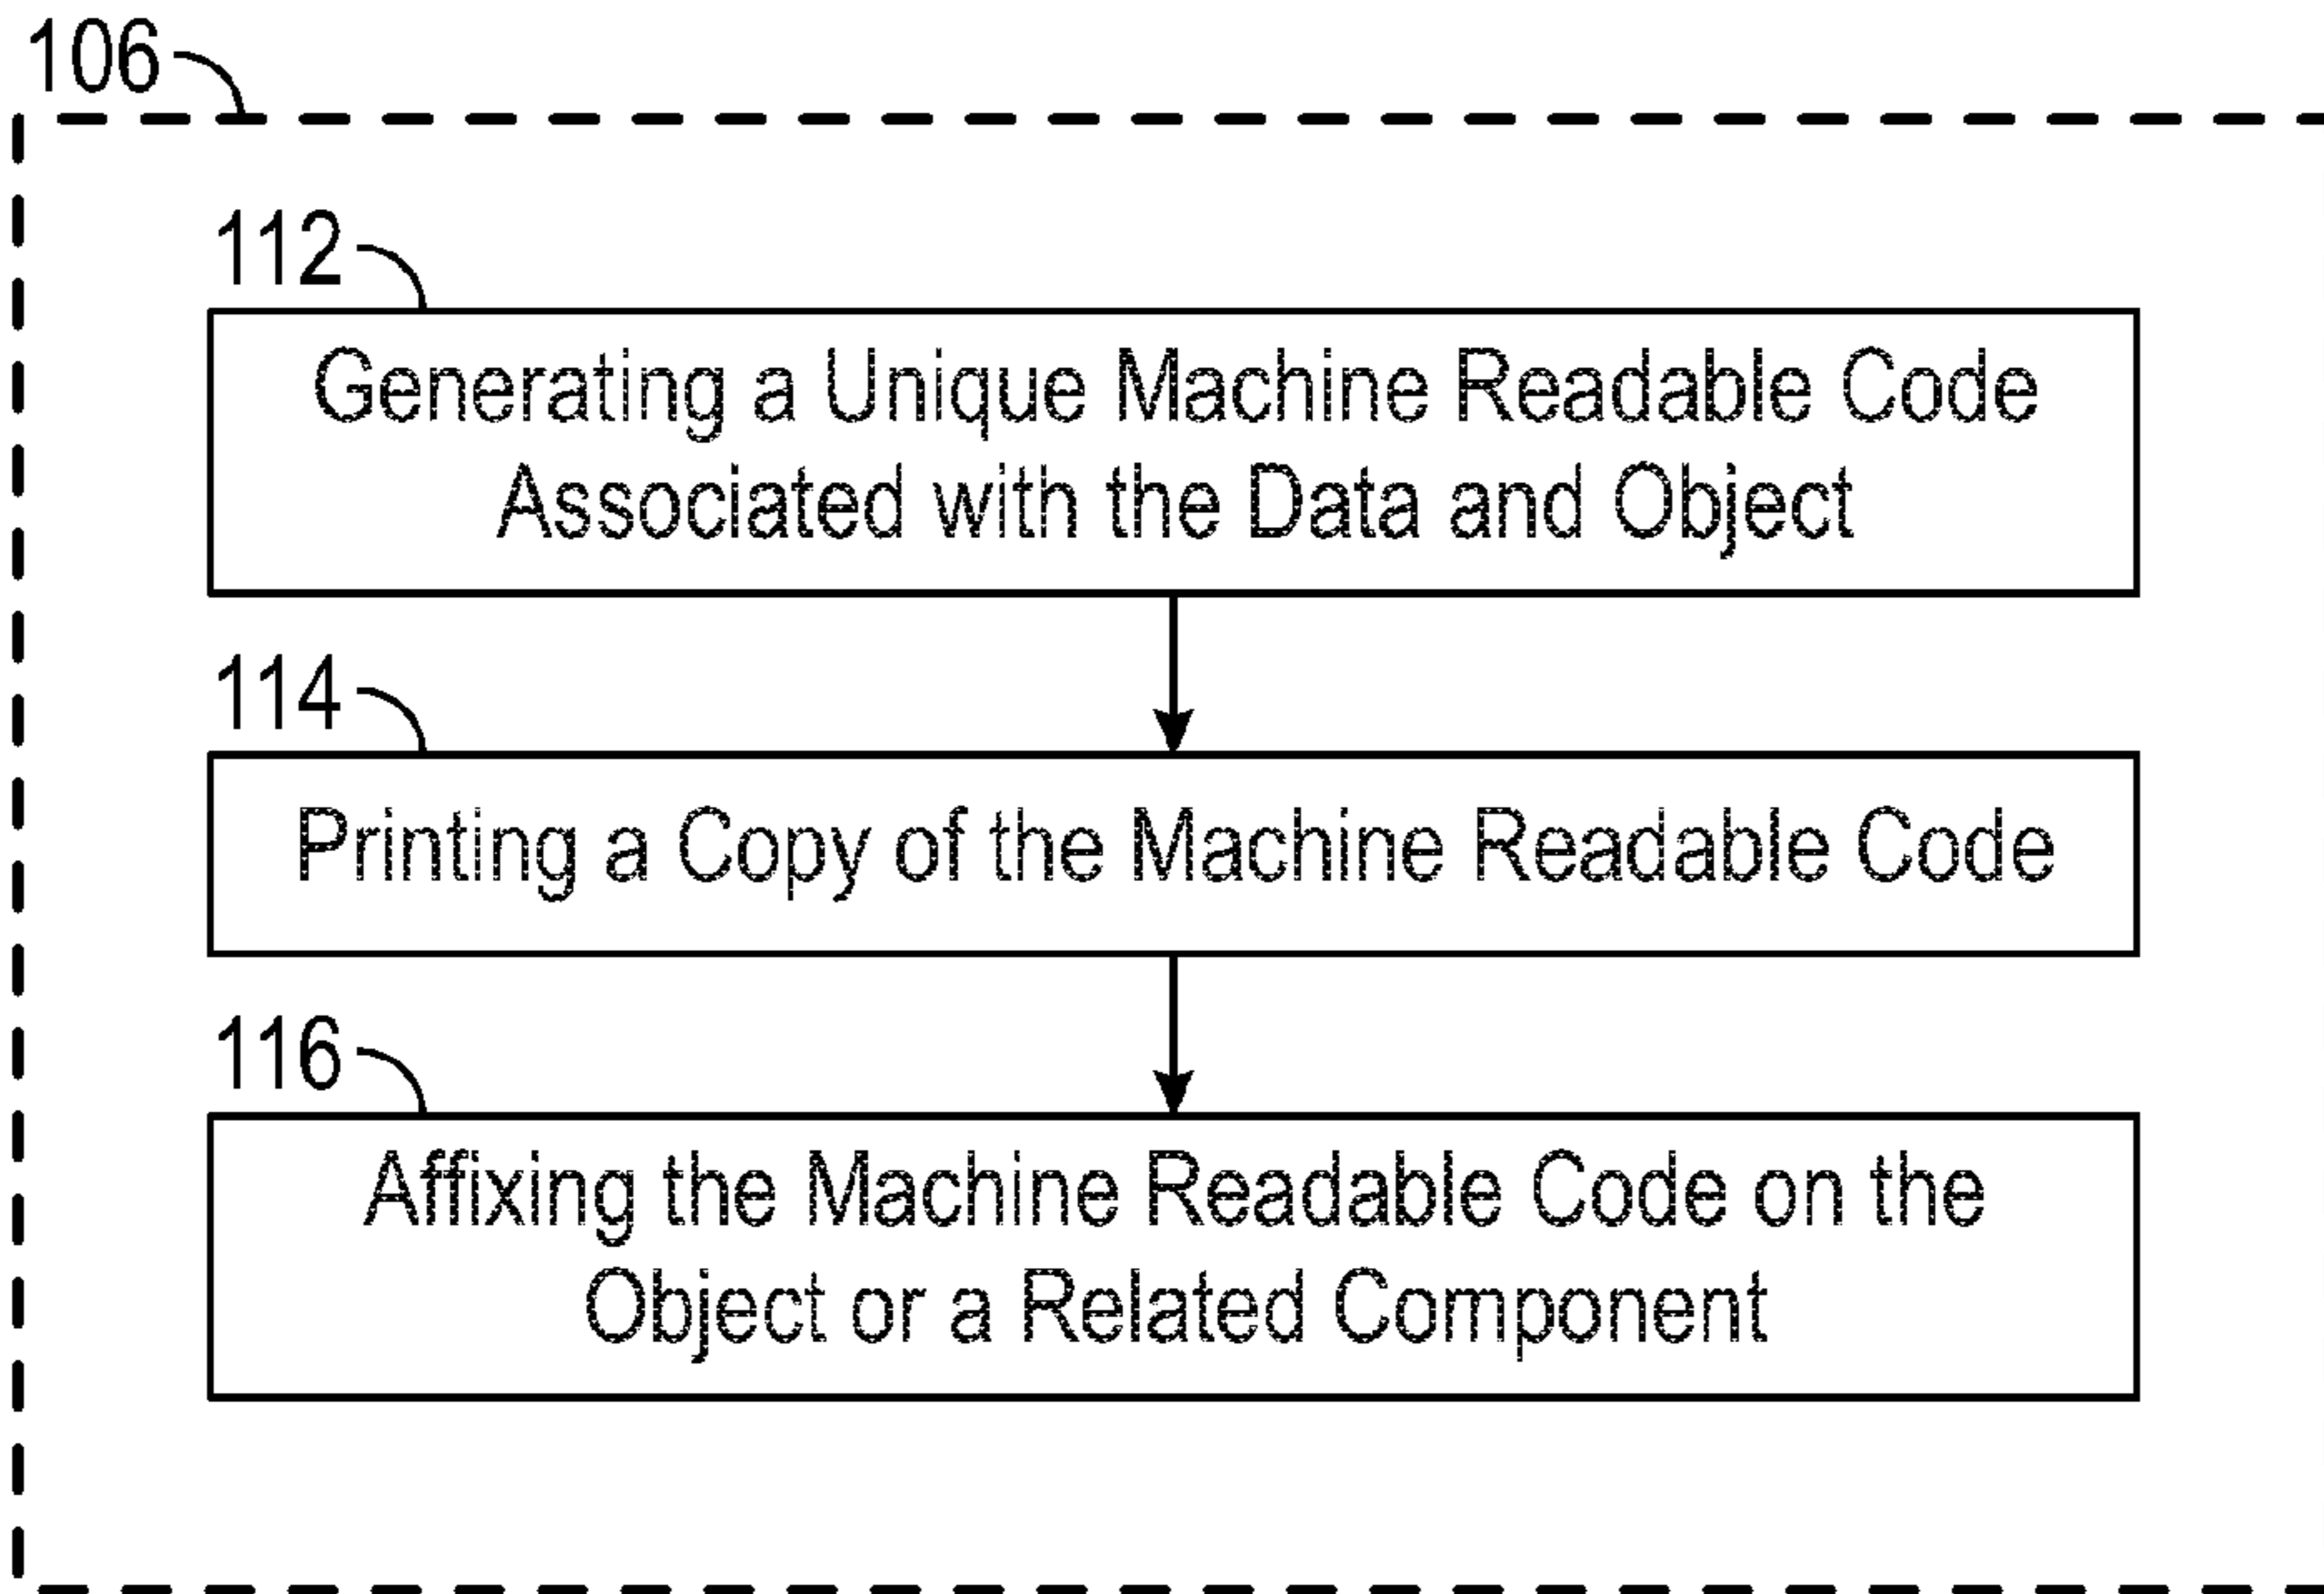 106
112
Generating a Unique Machine Readable Code
Associated with the Data and Object
114
Printing a Copy of the Machine Readable Code
116
Affixing the Machine Readable Code on the
Object or a Related Component